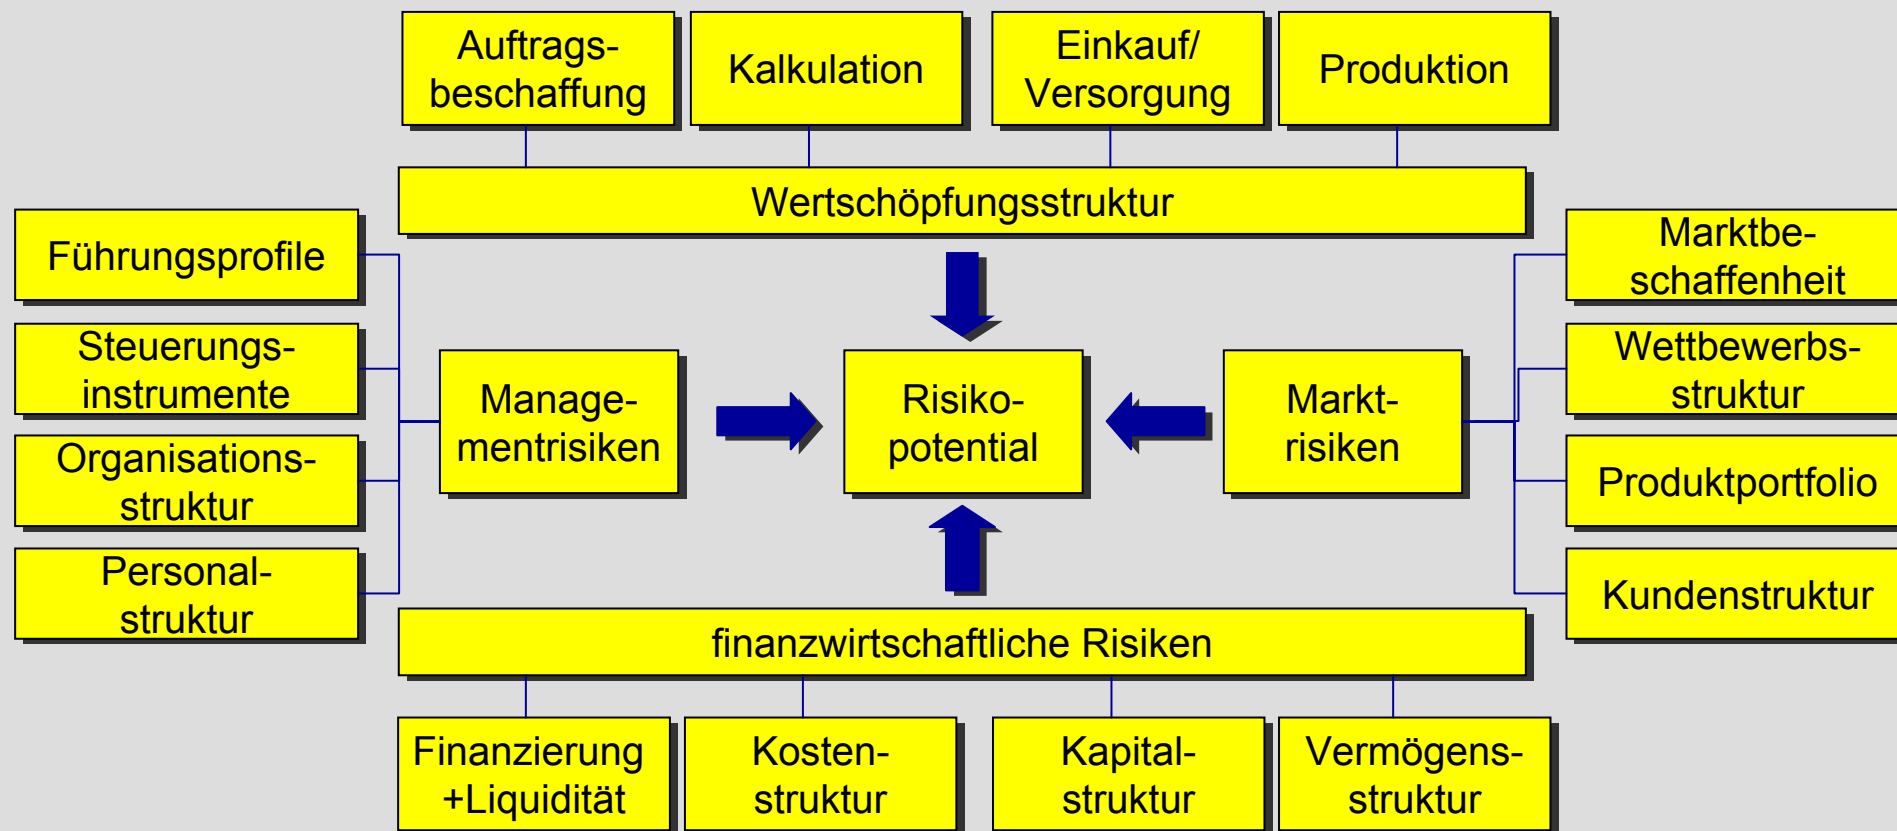 Auftrags-
beschaffung
Kalkulation
Einkauf/
Versorgung
Produktion
Wertschöpfungsstruktur
Führungsprofile
Steuerungs-
instrumente
Organisations-
struktur
Personal-
struktur
Manage-
mentrisiken
Risiko-
potential
Markt-
risiken
Marktbe-
schaffenheit
Wettbewerbs-
struktur
Produktportfolio
Kundenstruktur
finanzwirtschaftliche Risiken
Finanzierung
+Liquidität
Kosten-
struktur
Kapital-
struktur
Vermögens-
struktur